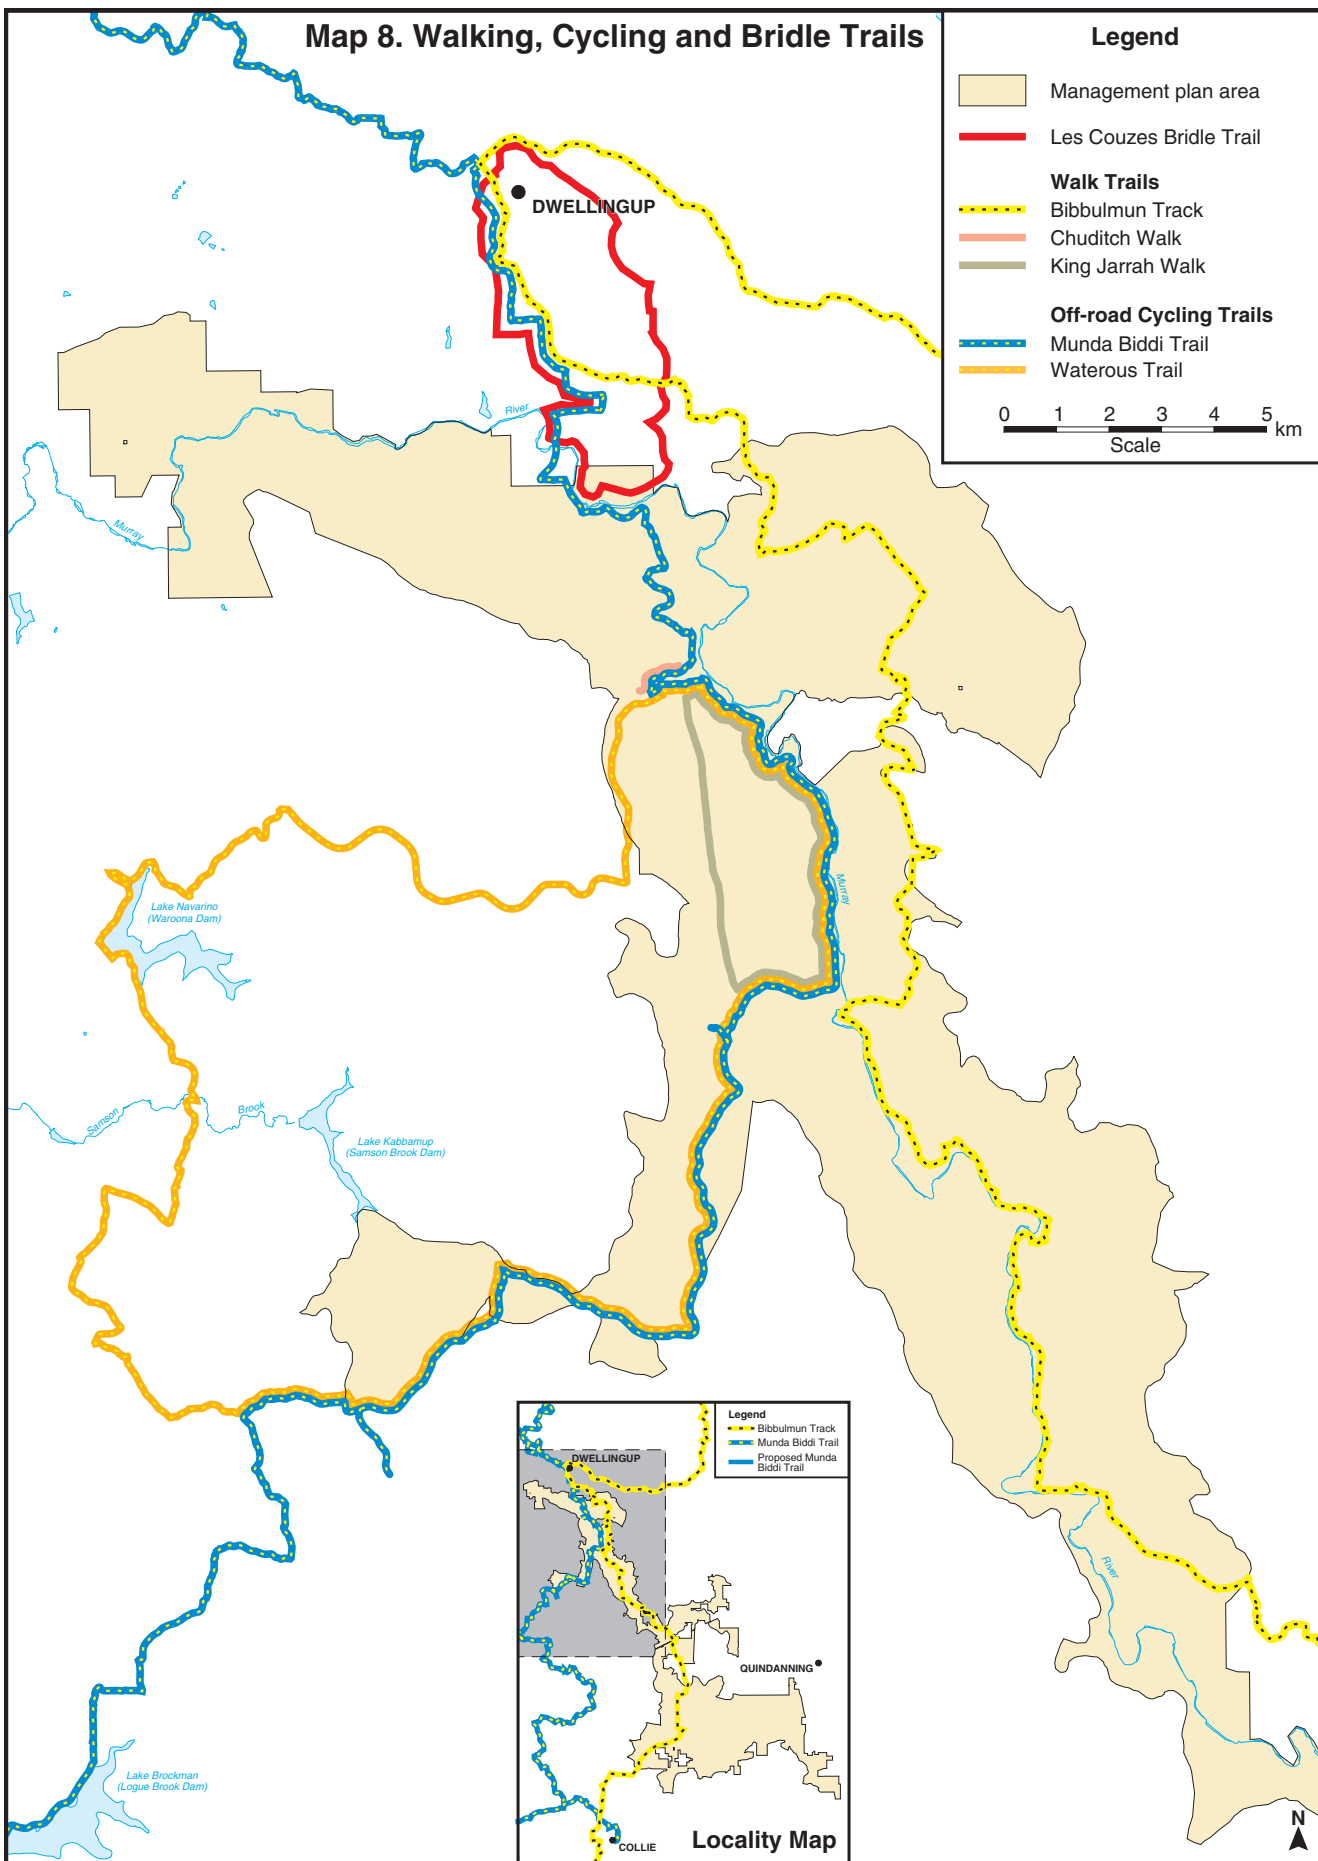 Map 8. Walking, Cycling and Bridle Trails
Legend
Management plan area
Les Couzes Bridle Trail
Walk Trails
Bibbulmun Track
Chuditch Walk
King Jarrah Walk
Off-road Cycling Trails
Munda Biddi Trail
Waterous Trail
0 1 2 3 4 5 km
Scale
DWELLINGUP
River
Murray
Murray
Lake Navarino
(Waroona Dam)
Samson
Brook
Lake Kabbamup
(Samson Brook Dam)
River
Lake Brockman
(Logue Brook Dam)
Legend
Bibbulmun Track
Munda Biddi Trail
Proposed Munda
Biddi Trail
DWELLINGUP
QUINDANNING
COLLIE
Locality Map
N